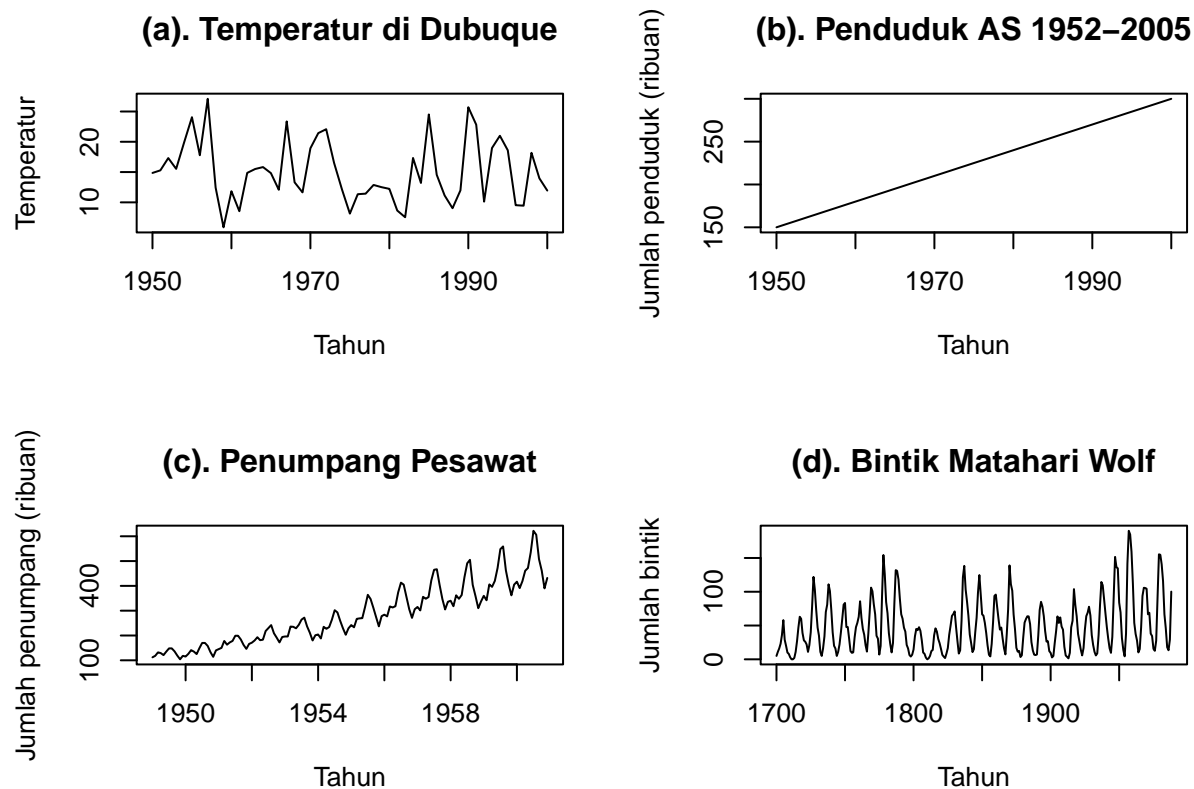 (a). Temperatur di Dubuque
Temperatur
20
10
1950 1970 1990
Tahun
(b). Penduduk AS 1952−2005
Jumlah penduduk (ribuan)
250
150
1950 1970 1990
Tahun
(c). Penumpang Pesawat
Jumlah penumpang (ribuan)
400
100
1950 1954 1958
Tahun
(d). Bintik Matahari Wolf
Jumlah bintik
100
0
1700 1800 1900
Tahun